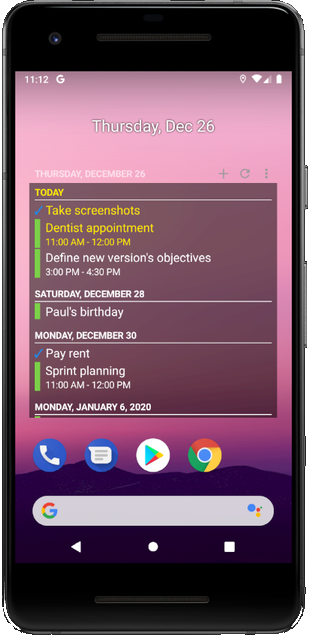 11:12 G
Thursday, Dec 26
THURSDAY, DECEMBER 26
TODAY
Take screenshots
Dentist appointment
11:00 AM - 12:00 PM
Define new version's objectives
3:00 PM - 4:30 PM
SATURDAY, DECEMBER 28
Paul's birthday
MONDAY, DECEMBER 30
Pay rent
Sprint planning
11:00 AM - 12:00 PM
MONDAY, JANUARY 6, 2020
G